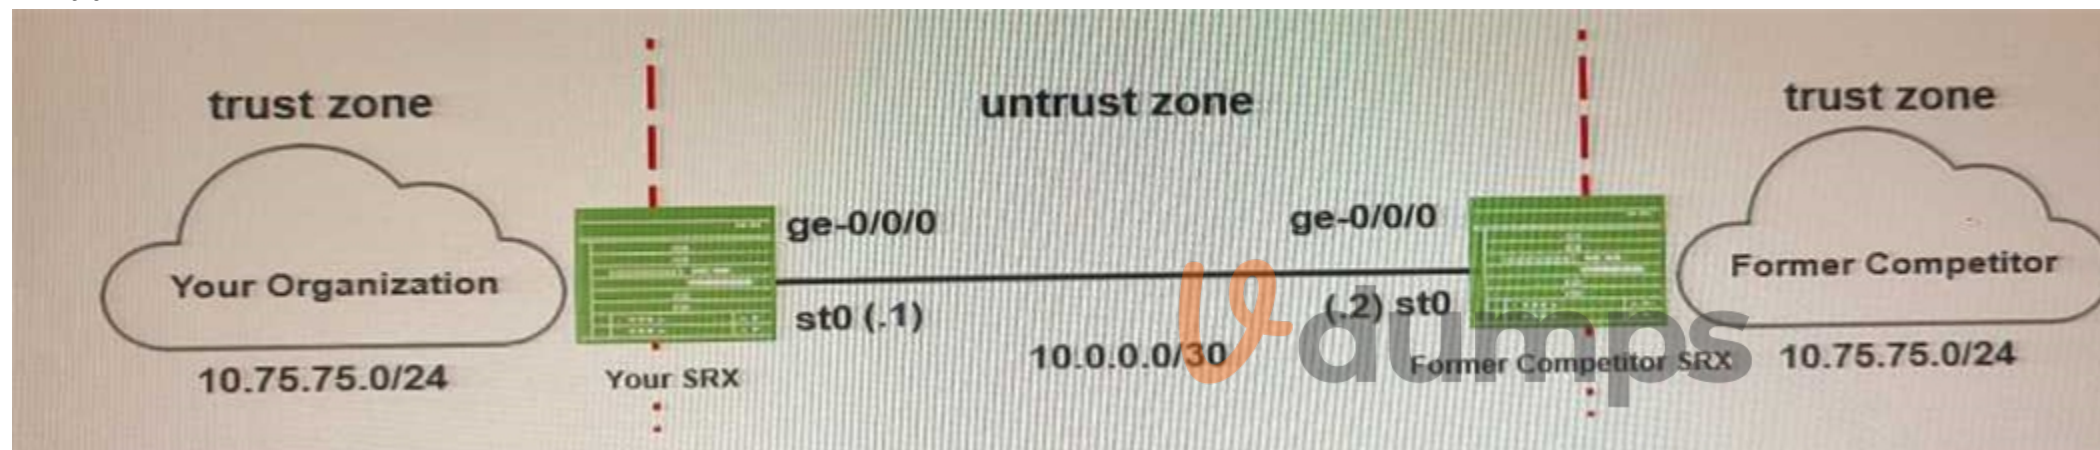 trust zone
untrust zone
trust zone
ge-0/0/0
ge-0/0/0
Your Organization
Former Competitor
st0 (.1)
(.2) st0
10.0.0.0/30
10.75.75.0/24
Your SRX
Former Competitor SRX
10.75.75.0/24
dumps